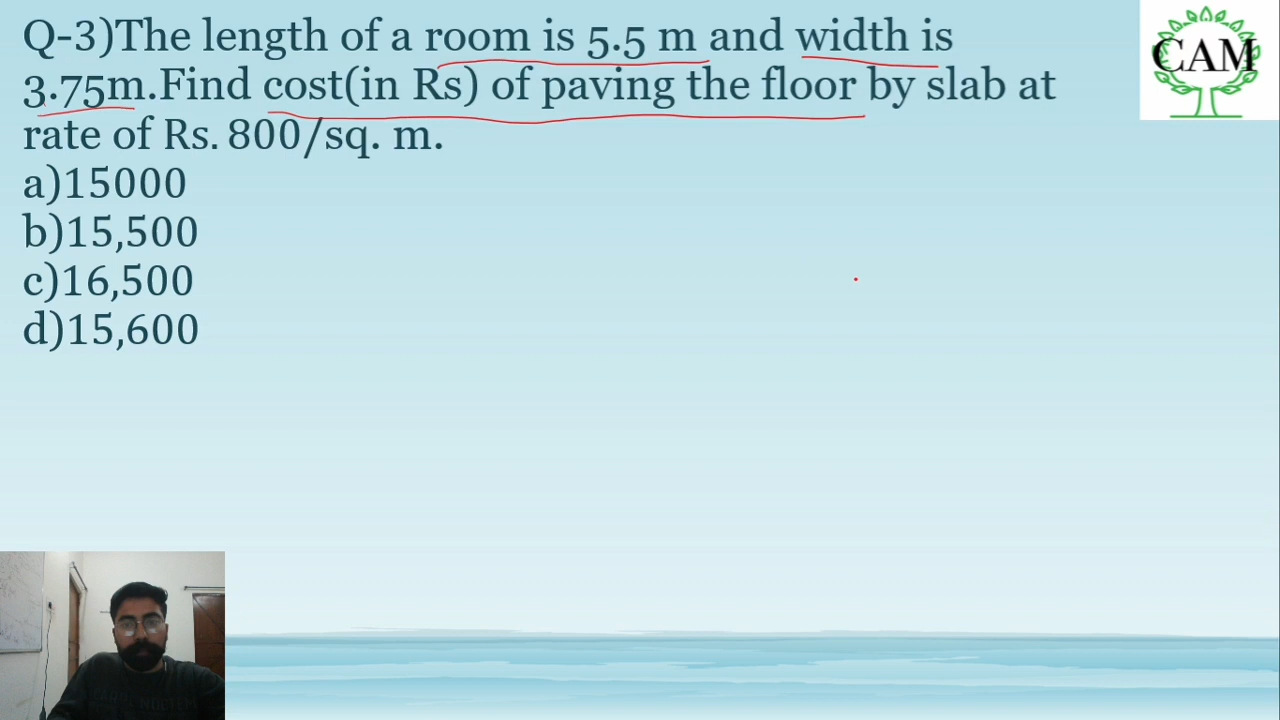 Q-3)The length of a room is 5.5 m and width is
3.75m.Find cost(in Rs) of paving the floor by slab at
rate of Rs. 800/sq. m.
a)15000
b)15,500
c)16,500
d)15,600
CAM